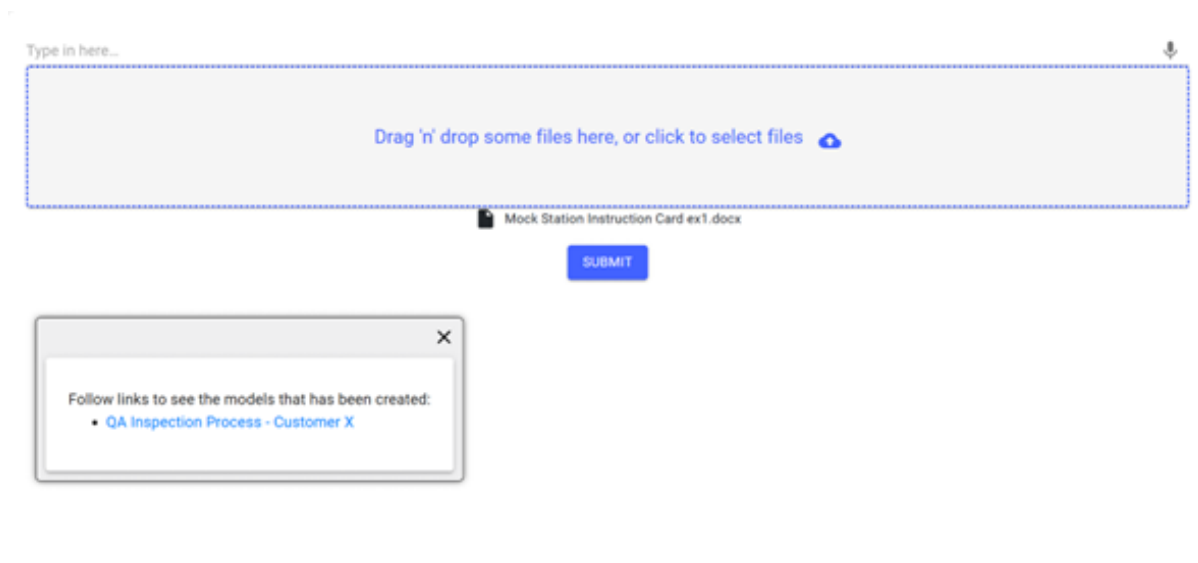 Type in here...
Drag 'n' drop some files here, or click to select files
Mock Station Instruction Card ex1.docx
SUBMIT
Follow links to see the models that has been created:
• QA Inspection Process - Customer X